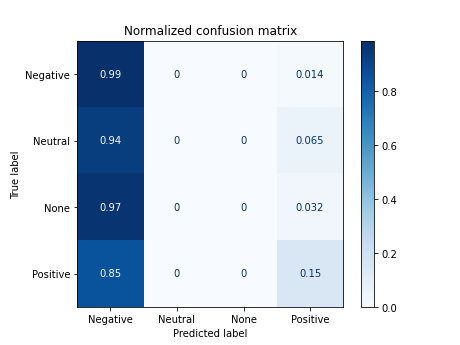 Normalized confusion matrix
Negative 0.99 0 0 0.014
Neutral 0.94 0 0 0.065
None 0.97 0 0 0.032
Positive 0.85 0 0 0.15
Negative Neutral None Positive
Predicted label
True label
0.8
0.6
0.4
0.2
0.0